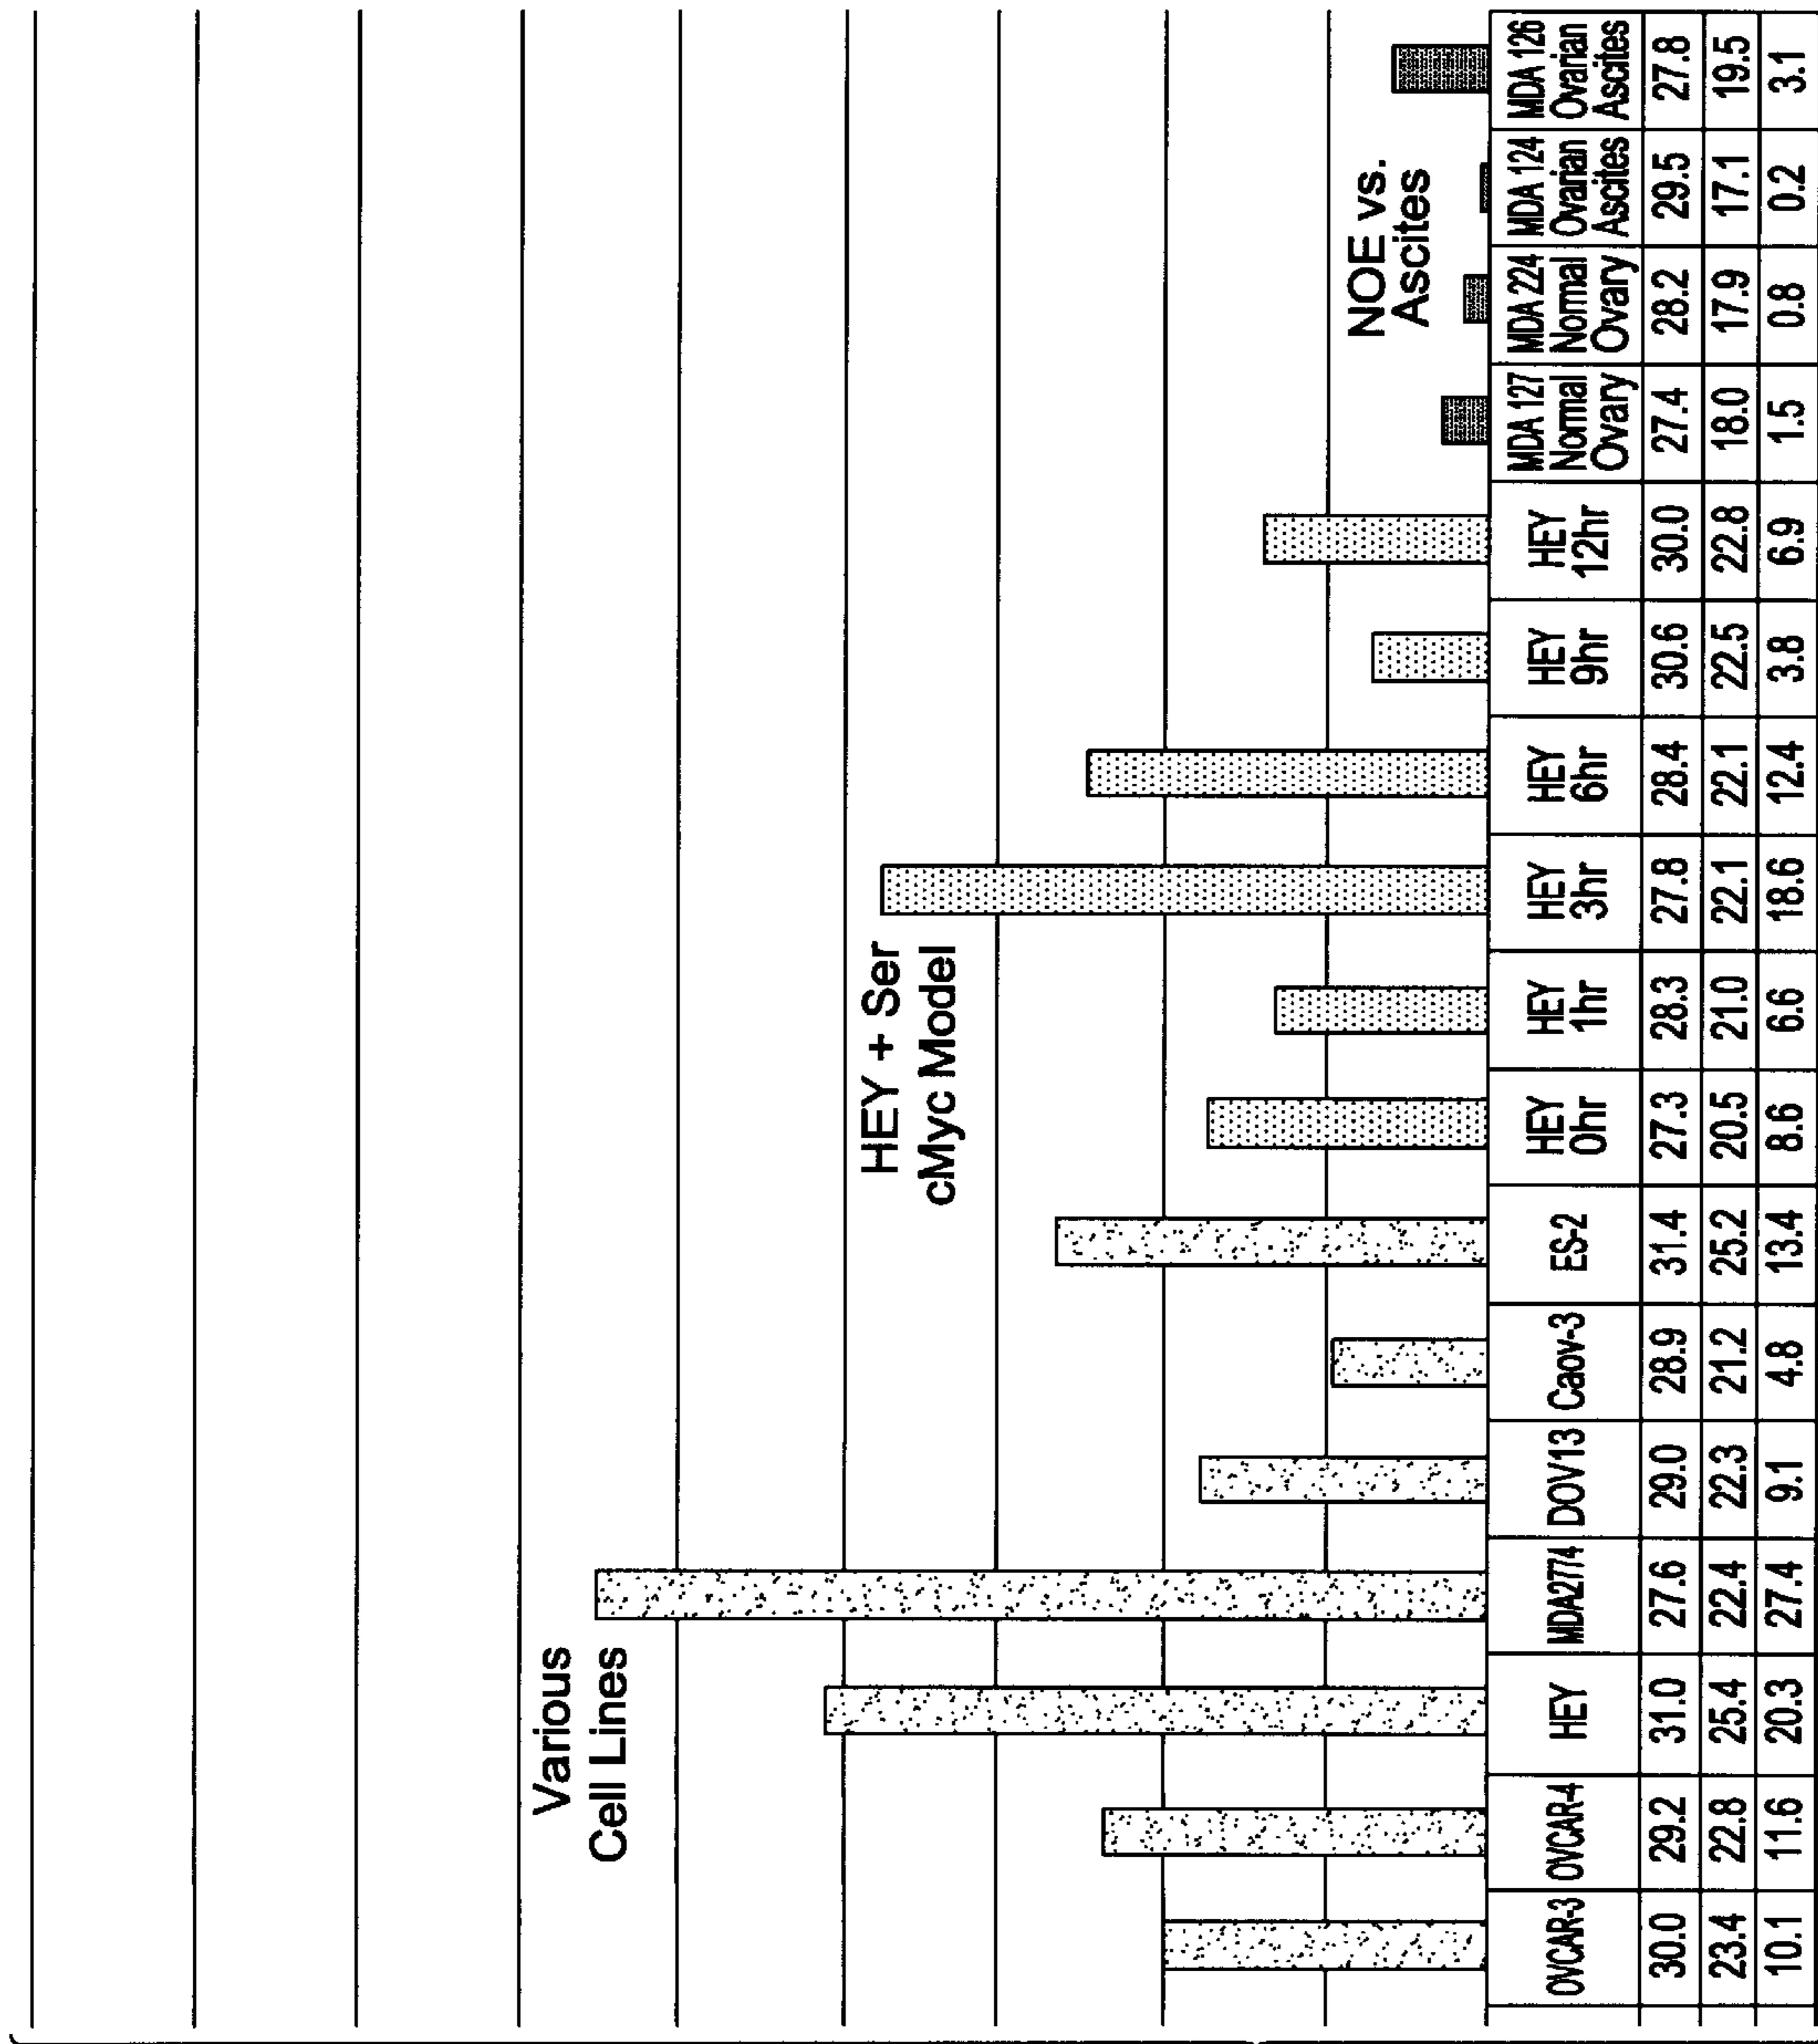 Various
Cell Lines
HEY + Ser
cMyc Model
NOE vs.
Ascites
OVCAR-3 OVCAR-4 HEY MDA2774 DOV13 Caov-3 ES-2 HEY 0hr HEY 1hr HEY 3hr HEY 6hr HEY 9hr HEY 12hr MDA 127 Normal Ovary MDA 224 Normal Ovary MDA 124 Ovarian Ascites MDA 126 Ovarian Ascites
30.0 29.2 31.0 27.6 29.0 28.9 31.4 27.3 28.3 27.8 28.4 30.6 30.0 27.4 28.2 29.5 27.8
23.4 22.8 25.4 22.4 22.3 21.2 25.2 20.5 21.0 22.1 22.1 22.5 22.8 18.0 17.9 17.1 19.5
10.1 11.6 20.3 27.4 9.1 4.8 13.4 8.6 6.6 18.6 12.4 3.8 6.9 1.5 0.8 0.2 3.1